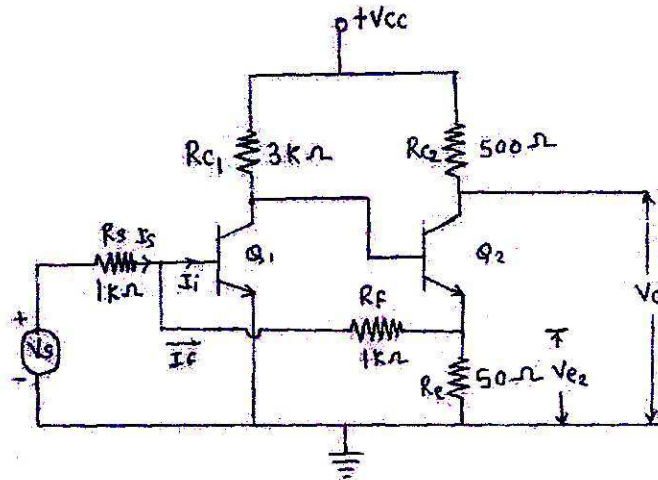 +Vcc
Rc1 3KΩ
Rc2 500Ω
Rs Is
1KΩ
Ii
Q1
Q2
+
Vs
-
If
Rf
1KΩ
Re 50Ω
Ve2
Vo